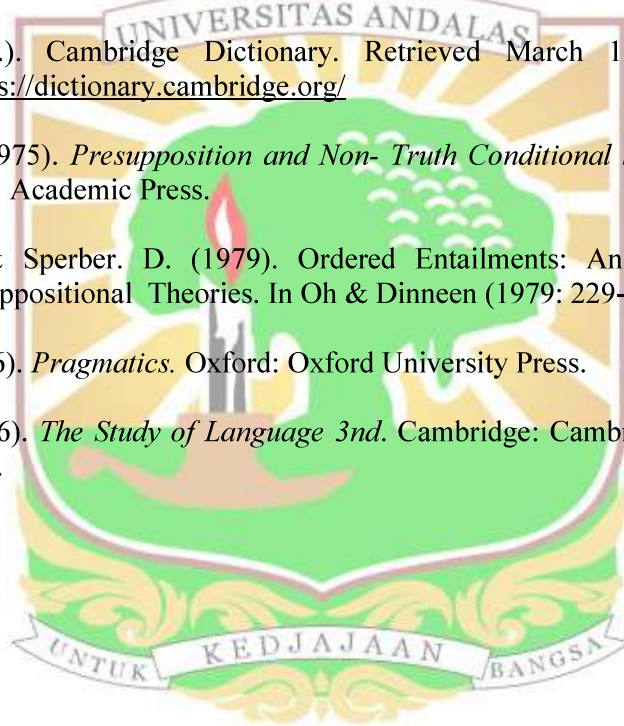 UNIVERSITAS ANDALAS
.). Cambridge Dictionary. Retrieved March 1
s://dictionary.cambridge.org/
975). Presupposition and Non- Truth Conditional
Academic Press.
Sperber. D. (1979). Ordered Entailments: An
ppositional Theories. In Oh & Dinneen (1979: 229-
6). Pragmatics. Oxford: Oxford University Press.
6). The Study of Language 3nd. Cambridge: Cambr
.
UNTUK KEDJAJAAN BANGSA